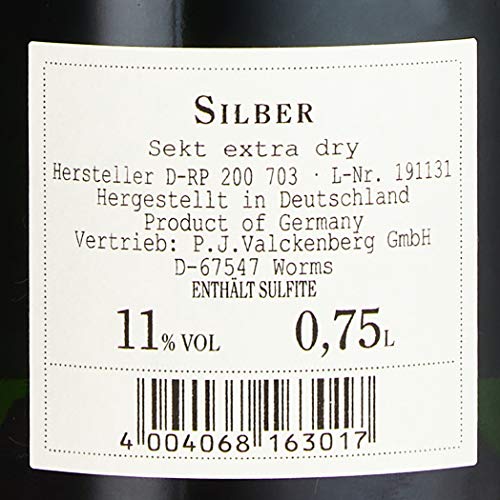 SILBER
Sekt extra dry
Hersteller D-RP 200 703 · L-Nr. 191131
Hergestellt in Deutschland
Product of Germany
Vertrieb: P.J.Valckenberg GmbH
D-67547 Worms
ENTHÄLT SULFITE
11% VOL 0,75L
4 004068 163017